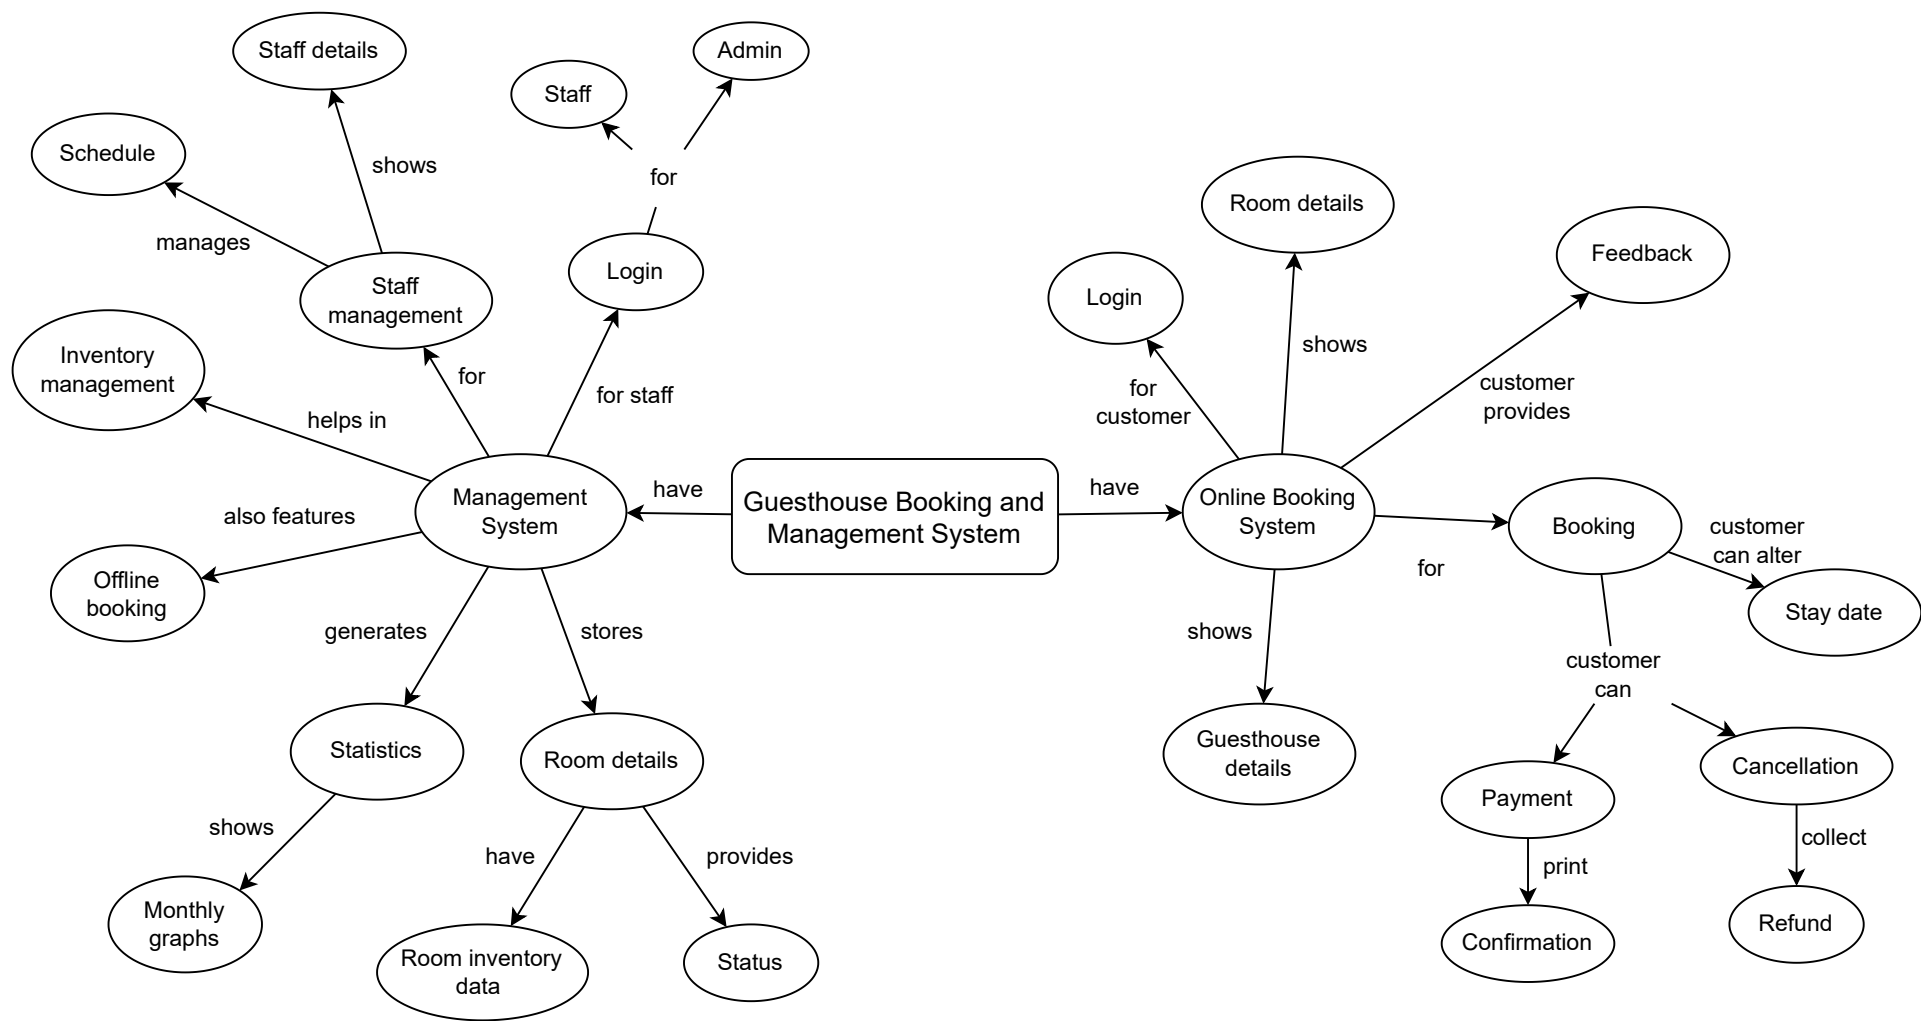 Staff details
Admin
Staff
Schedule
shows
for
manages
Staff
management
Login
Room details
Feedback
Login
Inventory
management
for
for staff
helps in
shows
for
customer
customer
provides
Management
System
have
Guesthouse Booking and
Management System
have
Online Booking
System
Booking
customer
can alter
also features
for
Offline
booking
Stay date
generates
stores
shows
customer
can
Statistics
Room details
Guesthouse
details
Payment
Cancellation
shows
have
provides
print
collect
Monthly
graphs
Room inventory
data
Status
Confirmation
Refund